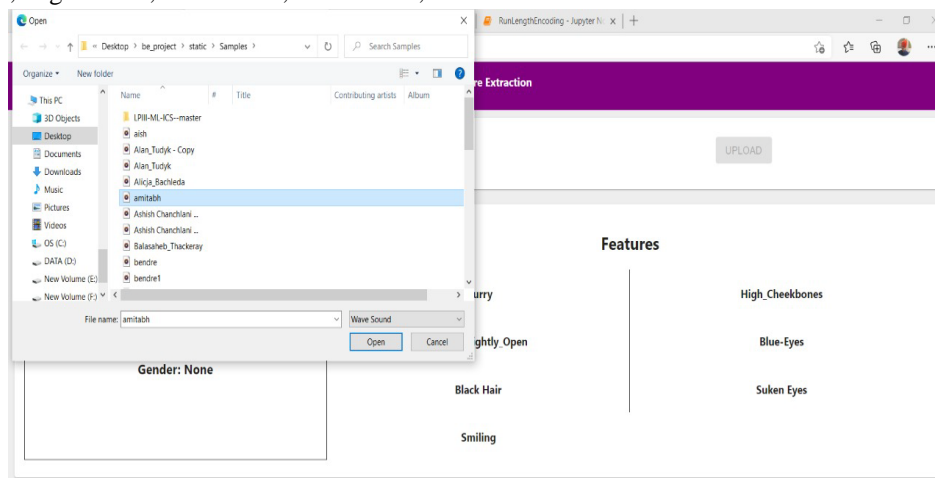 Open
RunLengthEncoding - Jupyter N
« Desktop > be_project > static > Samples >
Search Samples
Organize
New folder
re Extraction
This PC
3D Objects
Desktop
Documents
Downloads
Music
Pictures
Videos
OS (C:)
DATA (D:)
New Volume (E:)
New Volume (F:)
Name # Title Contributing artists Album
LPIII-ML-ICS--master
aish
Alan_Tudyk - Copy
Alan_Tudyk
Alicja_Bachleda
amitabh
Ashish Chanchlani ...
Ashish Chanchlani ...
Balasaheb_Thackeray
bendre
bendre1
File name: amitabh
Wave Sound
Open Cancel
UPLOAD
Features
urry High_Cheekbones
ghtly_Open Blue-Eyes
Gender: None
Black Hair Suken Eyes
Smiling